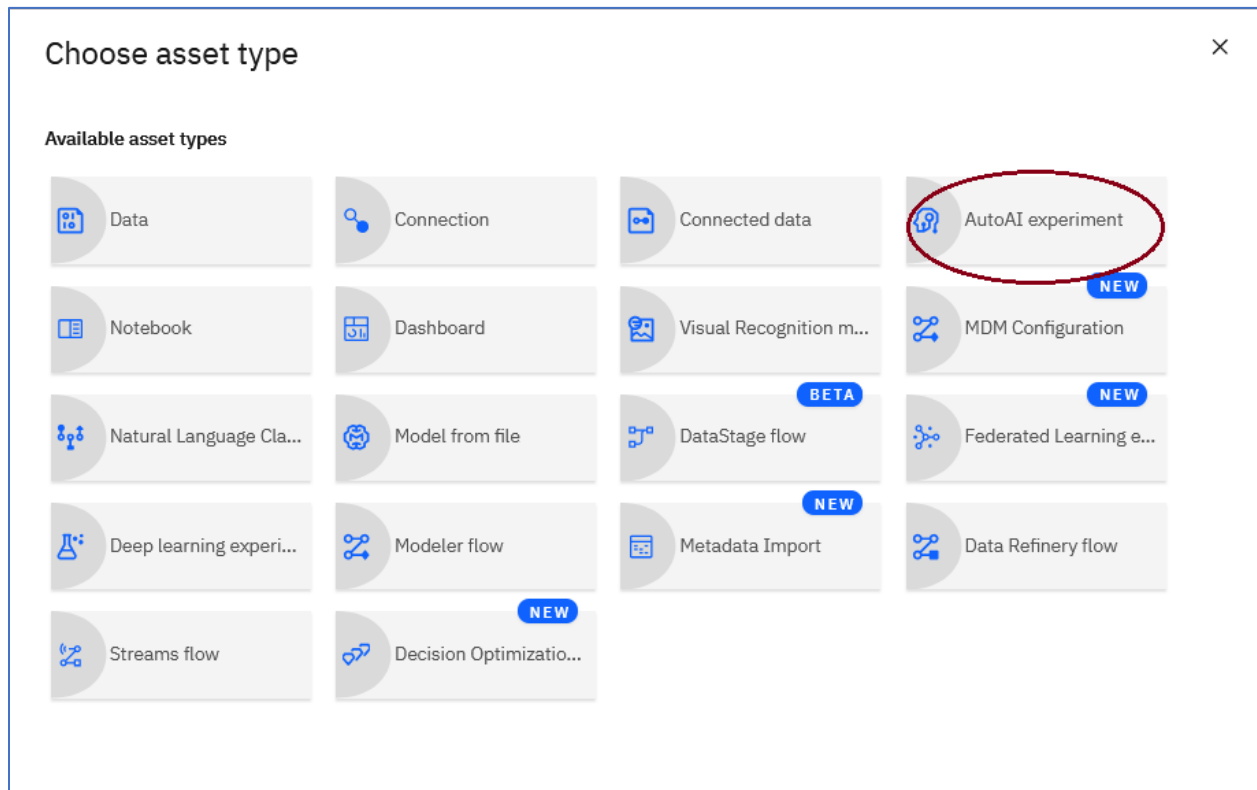 Choose asset type
Available asset types
Data
Connection
Connected data
AutoAI experiment
Notebook
Dashboard
Visual Recognition m...
NEW
MDM Configuration
Natural Language Cla...
Model from file
BETA
DataStage flow
NEW
Federated Learning e...
Deep learning experi...
Modeler flow
NEW
Metadata Import
Data Refinery flow
Streams flow
NEW
Decision Optimizatio...